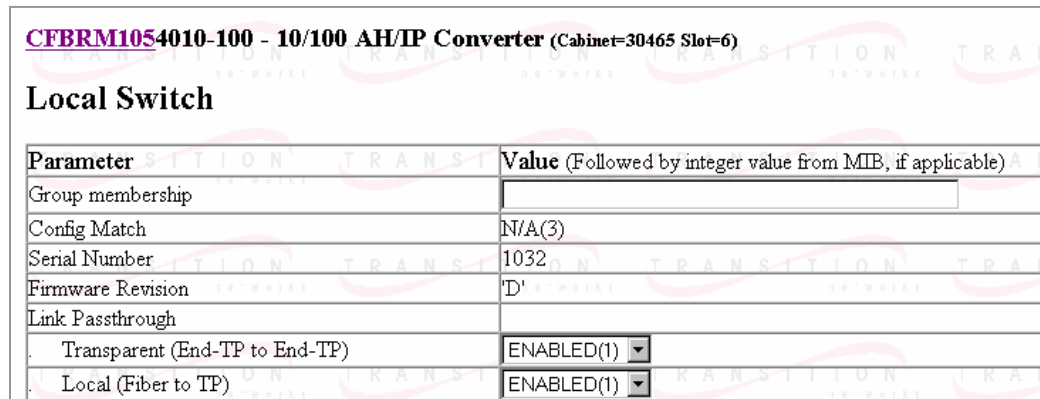 CFBRM1054010-100 - 10/100 AH/IP Converter (Cabinet=30465 Slot=6)
Local Switch
Parameter Value (Followed by integer value from MIB, if applicable)
Group membership
Config Match N/A(3)
Serial Number 1032
Firmware Revision 'D'
Link Passthrough
. Transparent (End-TP to End-TP) ENABLED(1)
. Local (Fiber to TP) ENABLED(1)